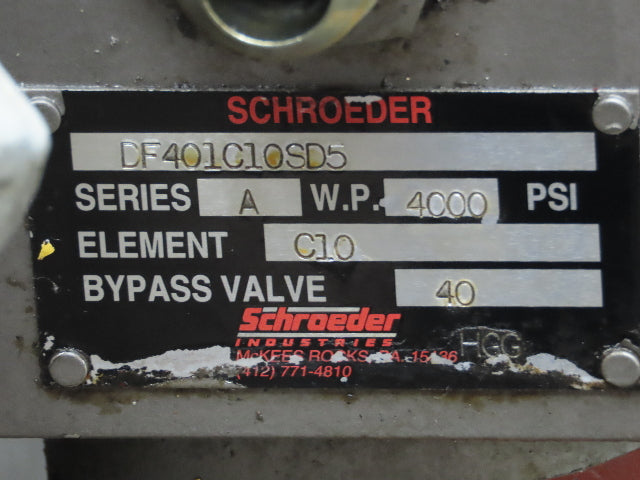 SCHROEDER
DF401C10SD5
SERIES A W.P. 4000 PSI
ELEMENT C10
BYPASS VALVE 40
Schroeder
INDUSTRIES
McKEES ROCKS, PA. 15136
(412) 771-4810
HGG